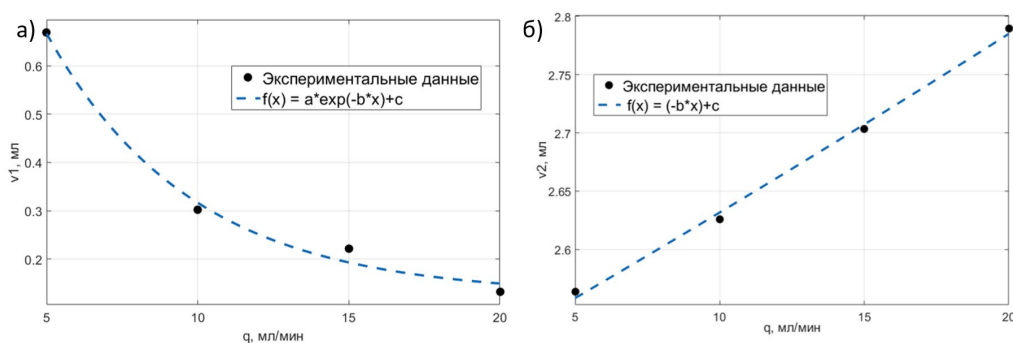 а)
0.6
0.5
0.4
0.3
0.2
5
10
15
20
v1, мл
q, мл/мин
Экспериментальные данные
f(x) = a*exp(-b*x)+c
б)
2.8
2.75
2.7
2.65
2.6
5
10
15
20
v2, мл
q, мл/мин
Экспериментальные данные
f(x) = (-b*x)+c